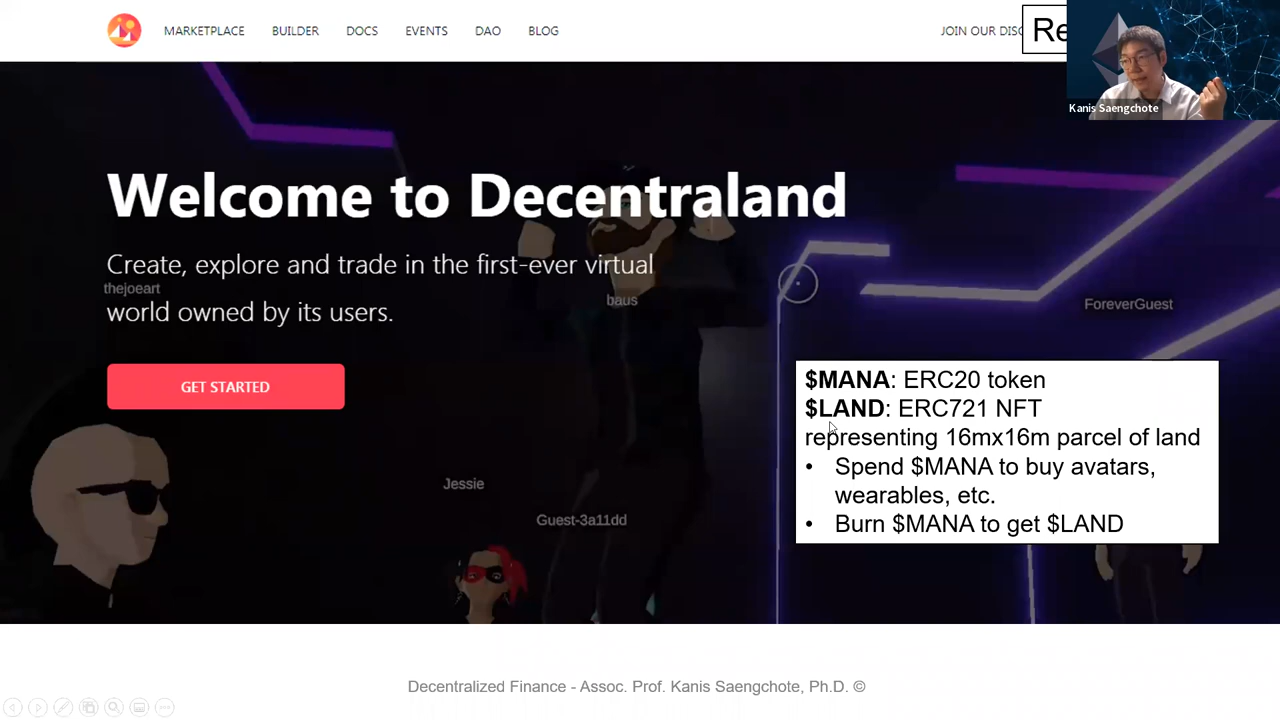 MARKETPLACE BUILDER DOCS EVENTS DAO BLOG JOIN OUR DISC
Re
Kanis Saengchote
Welcome to Decentraland
Create, explore and trade in the first-ever virtual
thejoeart
baus
world owned by its users.
ForeverGuest
GET STARTED
$MANA: ERC20 token
$LAND: ERC721 NFT
representing 16mx16m parcel of land
• Spend $MANA to buy avatars,
wearables, etc.
• Burn $MANA to get $LAND
Jessie
Guest-3a11dd
Decentralized Finance - Assoc. Prof. Kanis Saengchote, Ph.D. ©